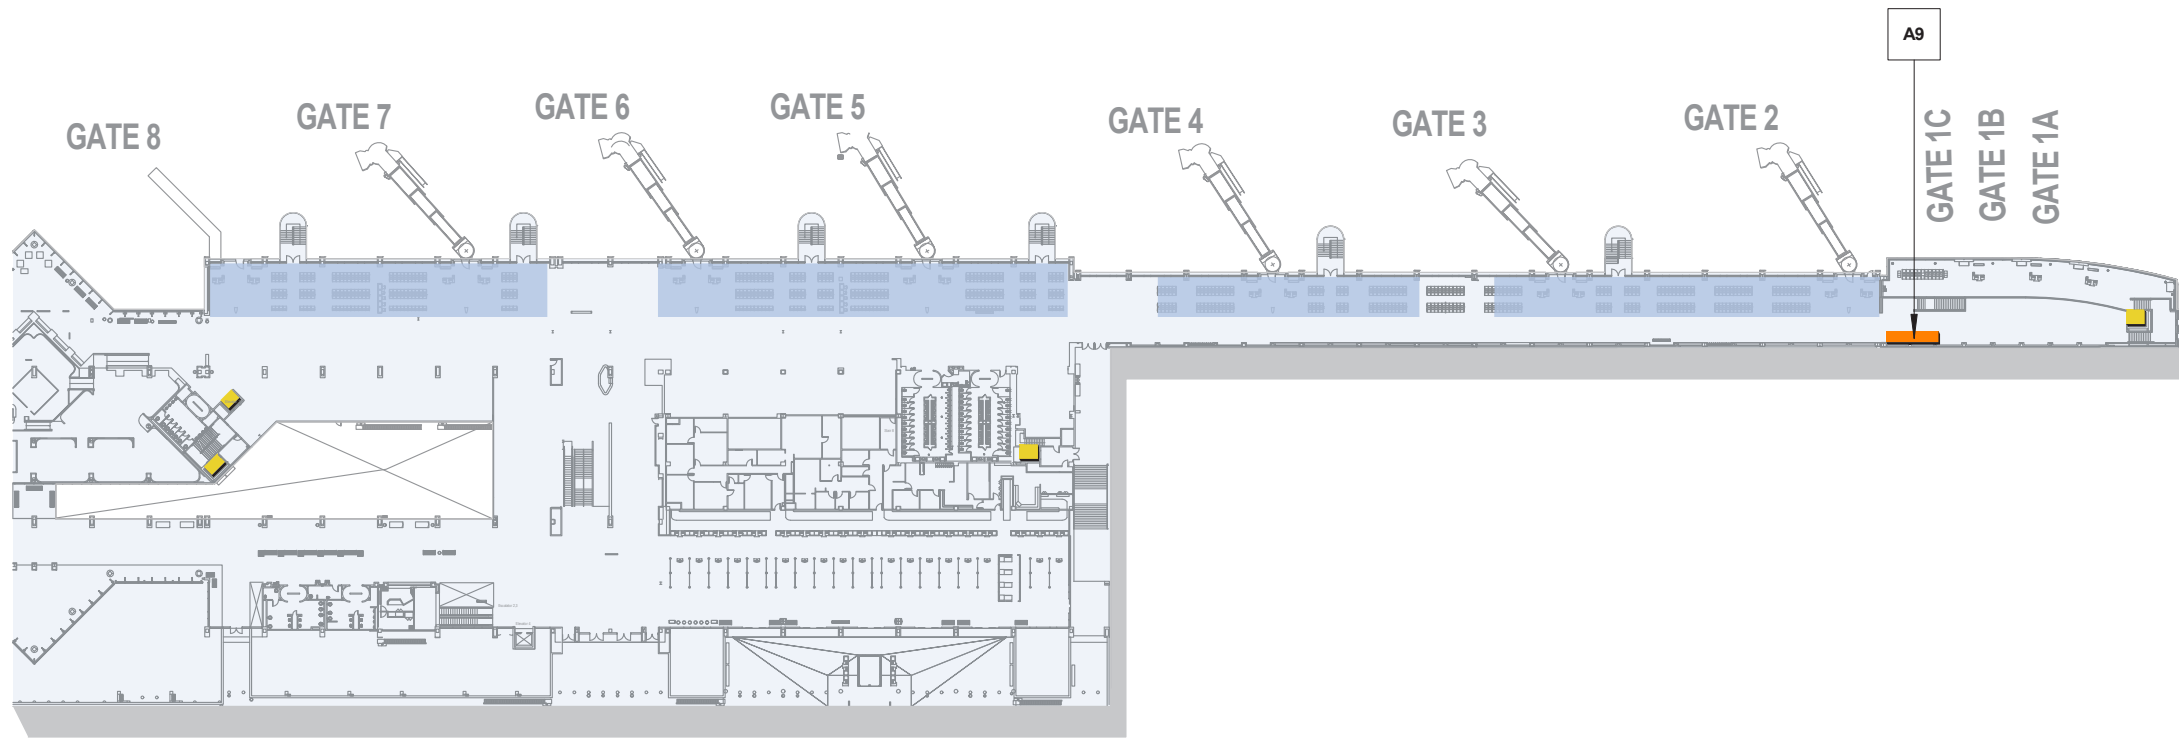 A9
GATE 8
GATE 7
GATE 6
GATE 5
GATE 4
GATE 3
GATE 2
GATE 1C
GATE 1B
GATE 1A